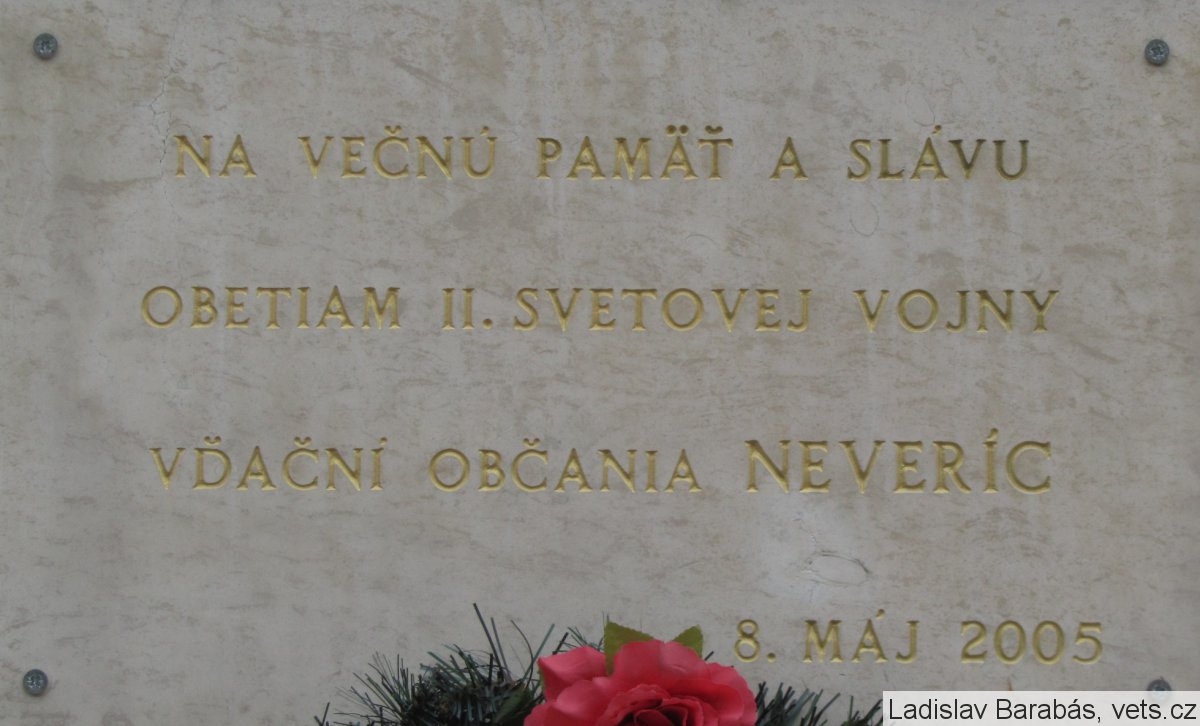 NA VEČNÚ PAMÄŤ A SLÁVU
OBETIAM II. SVETOVEJ VOJNY
VĎAČNÍ OBČANIA NEVERÍC
8. MÁJ 2005
Ladislav Barabás, vets.cz